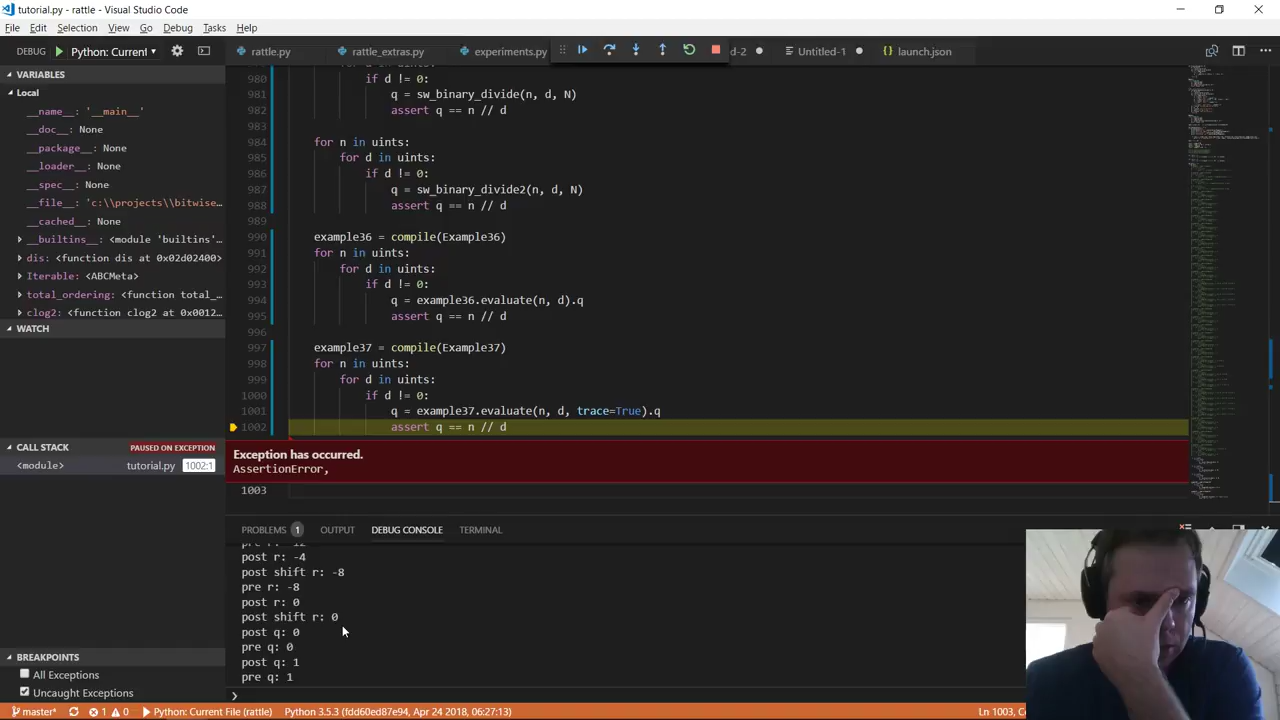 tutorial.py - rattle - Visual Studio Code
File Edit Selection View Go Debug Tasks Help
DEBUG Python: Current
rattle.py rattle_extras.py experiments.py d-2 Untitled-1 launch.json
VARIABLES
Local
__name__: '__main__'
__doc__: None
__package__: None
__loader__: None
__spec__: None
__file__: 'c:\\projects\\bitwise…
__cached__: None
__builtins__: <module 'builtins'…
dis: <function dis at 0x02d02400>
Iterable: <ABCMeta>
total_ordering: <function total_…
clog2: <function clog2 at 0x0012…
WATCH
CALL STACK PAUSED ON EXCEPTION
<module> tutorial.py 1002:1
BREAKPOINTS
All Exceptions
Uncaught Exceptions
980 if d != 0:
981 q = sw_binary_divide(n, d, N)
982 assert q == n // d
983
984 for n in uints:
985 for d in uints:
986 if d != 0:
987 q = sw_binary_divide2(n, d, N)
988 assert q == n // d
989
990 example36 = compile(Example36)
991 for n in uints:
992 for d in uints:
993 if d != 0:
994 q = example36.evaluate(n, d).q
995 assert q == n // d
996
997 example37 = compile(Example37)
998 for n in uints:
999 for d in uints:
1000 if d != 0:
1001 q = example37.evaluate(n, d, trace=True).q
1002 assert q == n // d
Exception has occurred.
AssertionError,
1003
PROBLEMS 1 OUTPUT DEBUG CONSOLE TERMINAL
pre r: -12
post r: -4
post shift r: -8
pre r: -8
post r: 0
post shift r: 0
post q: 0
pre q: 0
post q: 1
pre q: 1
master* 1 0 Python: Current File (rattle) Python 3.5.3 (fdd60ed87e94, Apr 24 2018, 06:27:13) Ln 1003, C